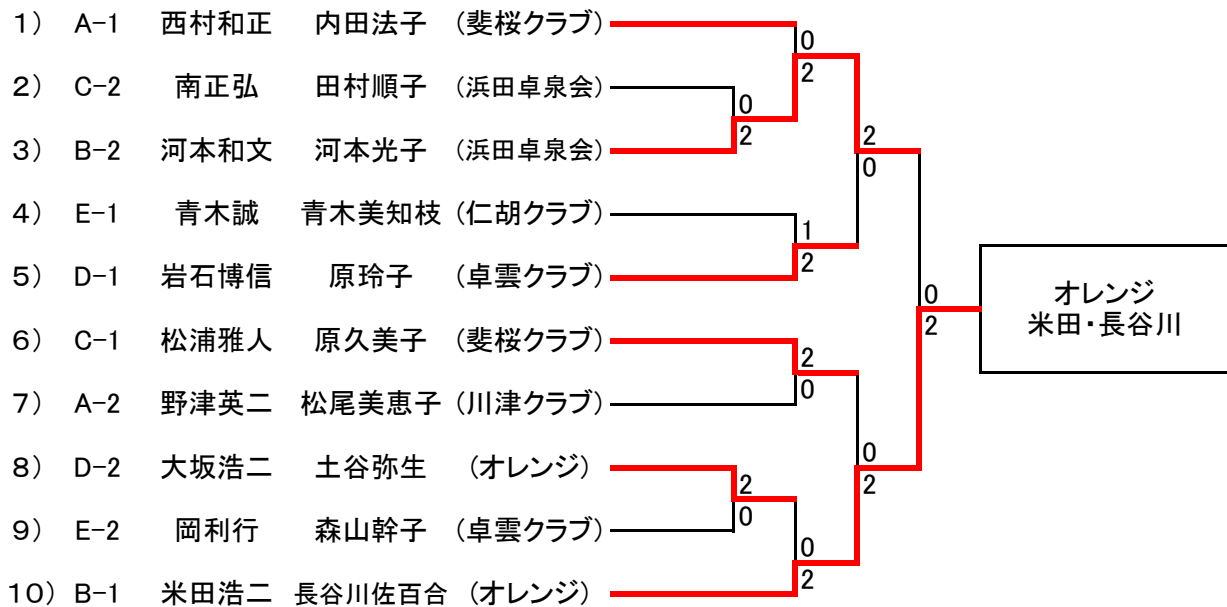 1) A-1 西村和正 内田法子 (斐桜クラブ)
0
2
2) C-2 南正弘 田村順子 (浜田卓泉会)
0
2
3) B-2 河本和文 河本光子 (浜田卓泉会)
2
0
4) E-1 青木誠 青木美知枝 (仁胡クラブ)
1
2
5) D-1 岩石博信 原玲子 (卓雲クラブ)
0
2
オレンジ
米田・長谷川
6) C-1 松浦雅人 原久美子 (斐桜クラブ)
2
0
7) A-2 野津英二 松尾美恵子 (川津クラブ)
0
2
8) D-2 大坂浩二 土谷弥生 (オレンジ)
2
0
9) E-2 岡利行 森山幹子 (卓雲クラブ)
0
2
10) B-1 米田浩二 長谷川佐百合 (オレンジ)